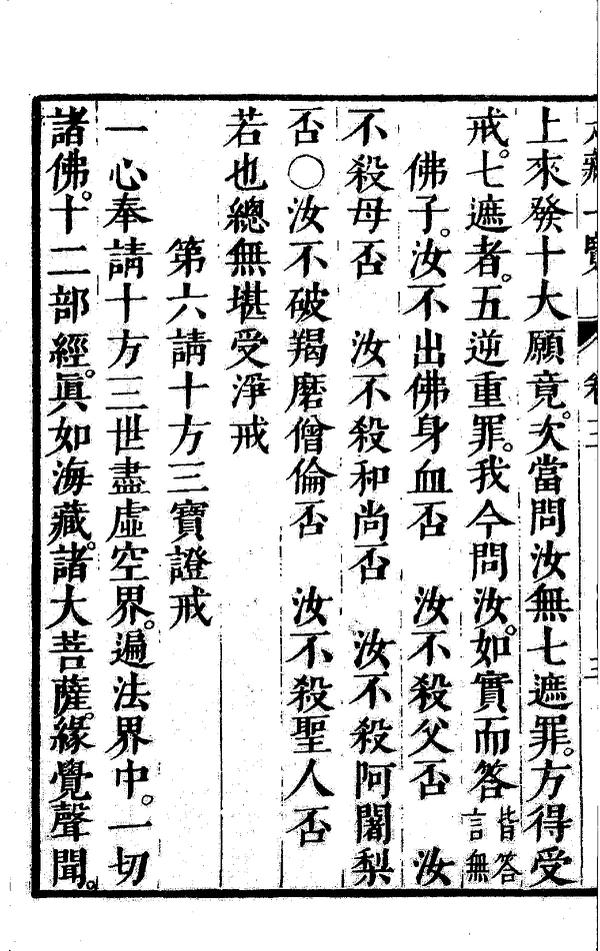 上來發十大願竟。次當問汝無七遮罪。方得受
戒。七遮者。五逆重罪。我今問汝。如實而答皆答言無
佛子。汝不出佛身血否　汝不殺父否　汝
不殺母否　汝不殺和尚否　汝不殺阿闍梨
否○汝不破羯磨僧倫否　汝不殺聖人否
若也總無堪受淨戒
第六請十方三寶證戒
一心奉請十方三世盡虛空界。遍法界中。一切
諸佛。十二部經。眞如海藏。諸大菩薩。緣覺聲聞。